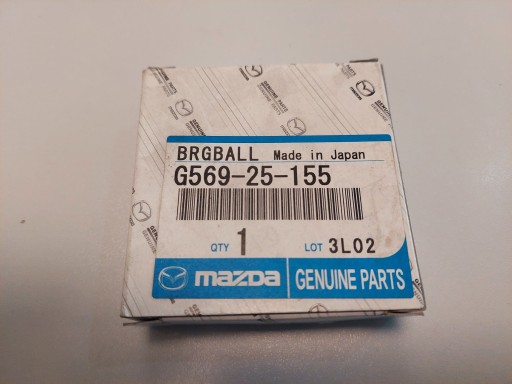 BRGBALL Made in Japan
G569-25-155
QTY 1 LOT 3L02
mazda GENUINE PARTS